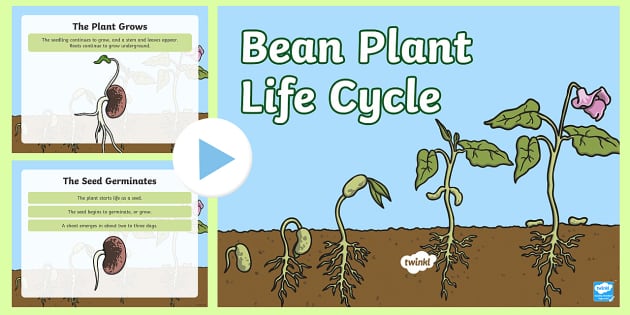 The Plant Grows
The seedling continues to grow, and a stem and leaves appear.
Roots continue to grow underground.
The Seed Germinates
The plant starts life as a seed.
The seed begins to germinate, or grow.
A shoot emerges in about two to three days.
Bean Plant
Life Cycle
twinkl
twinkl